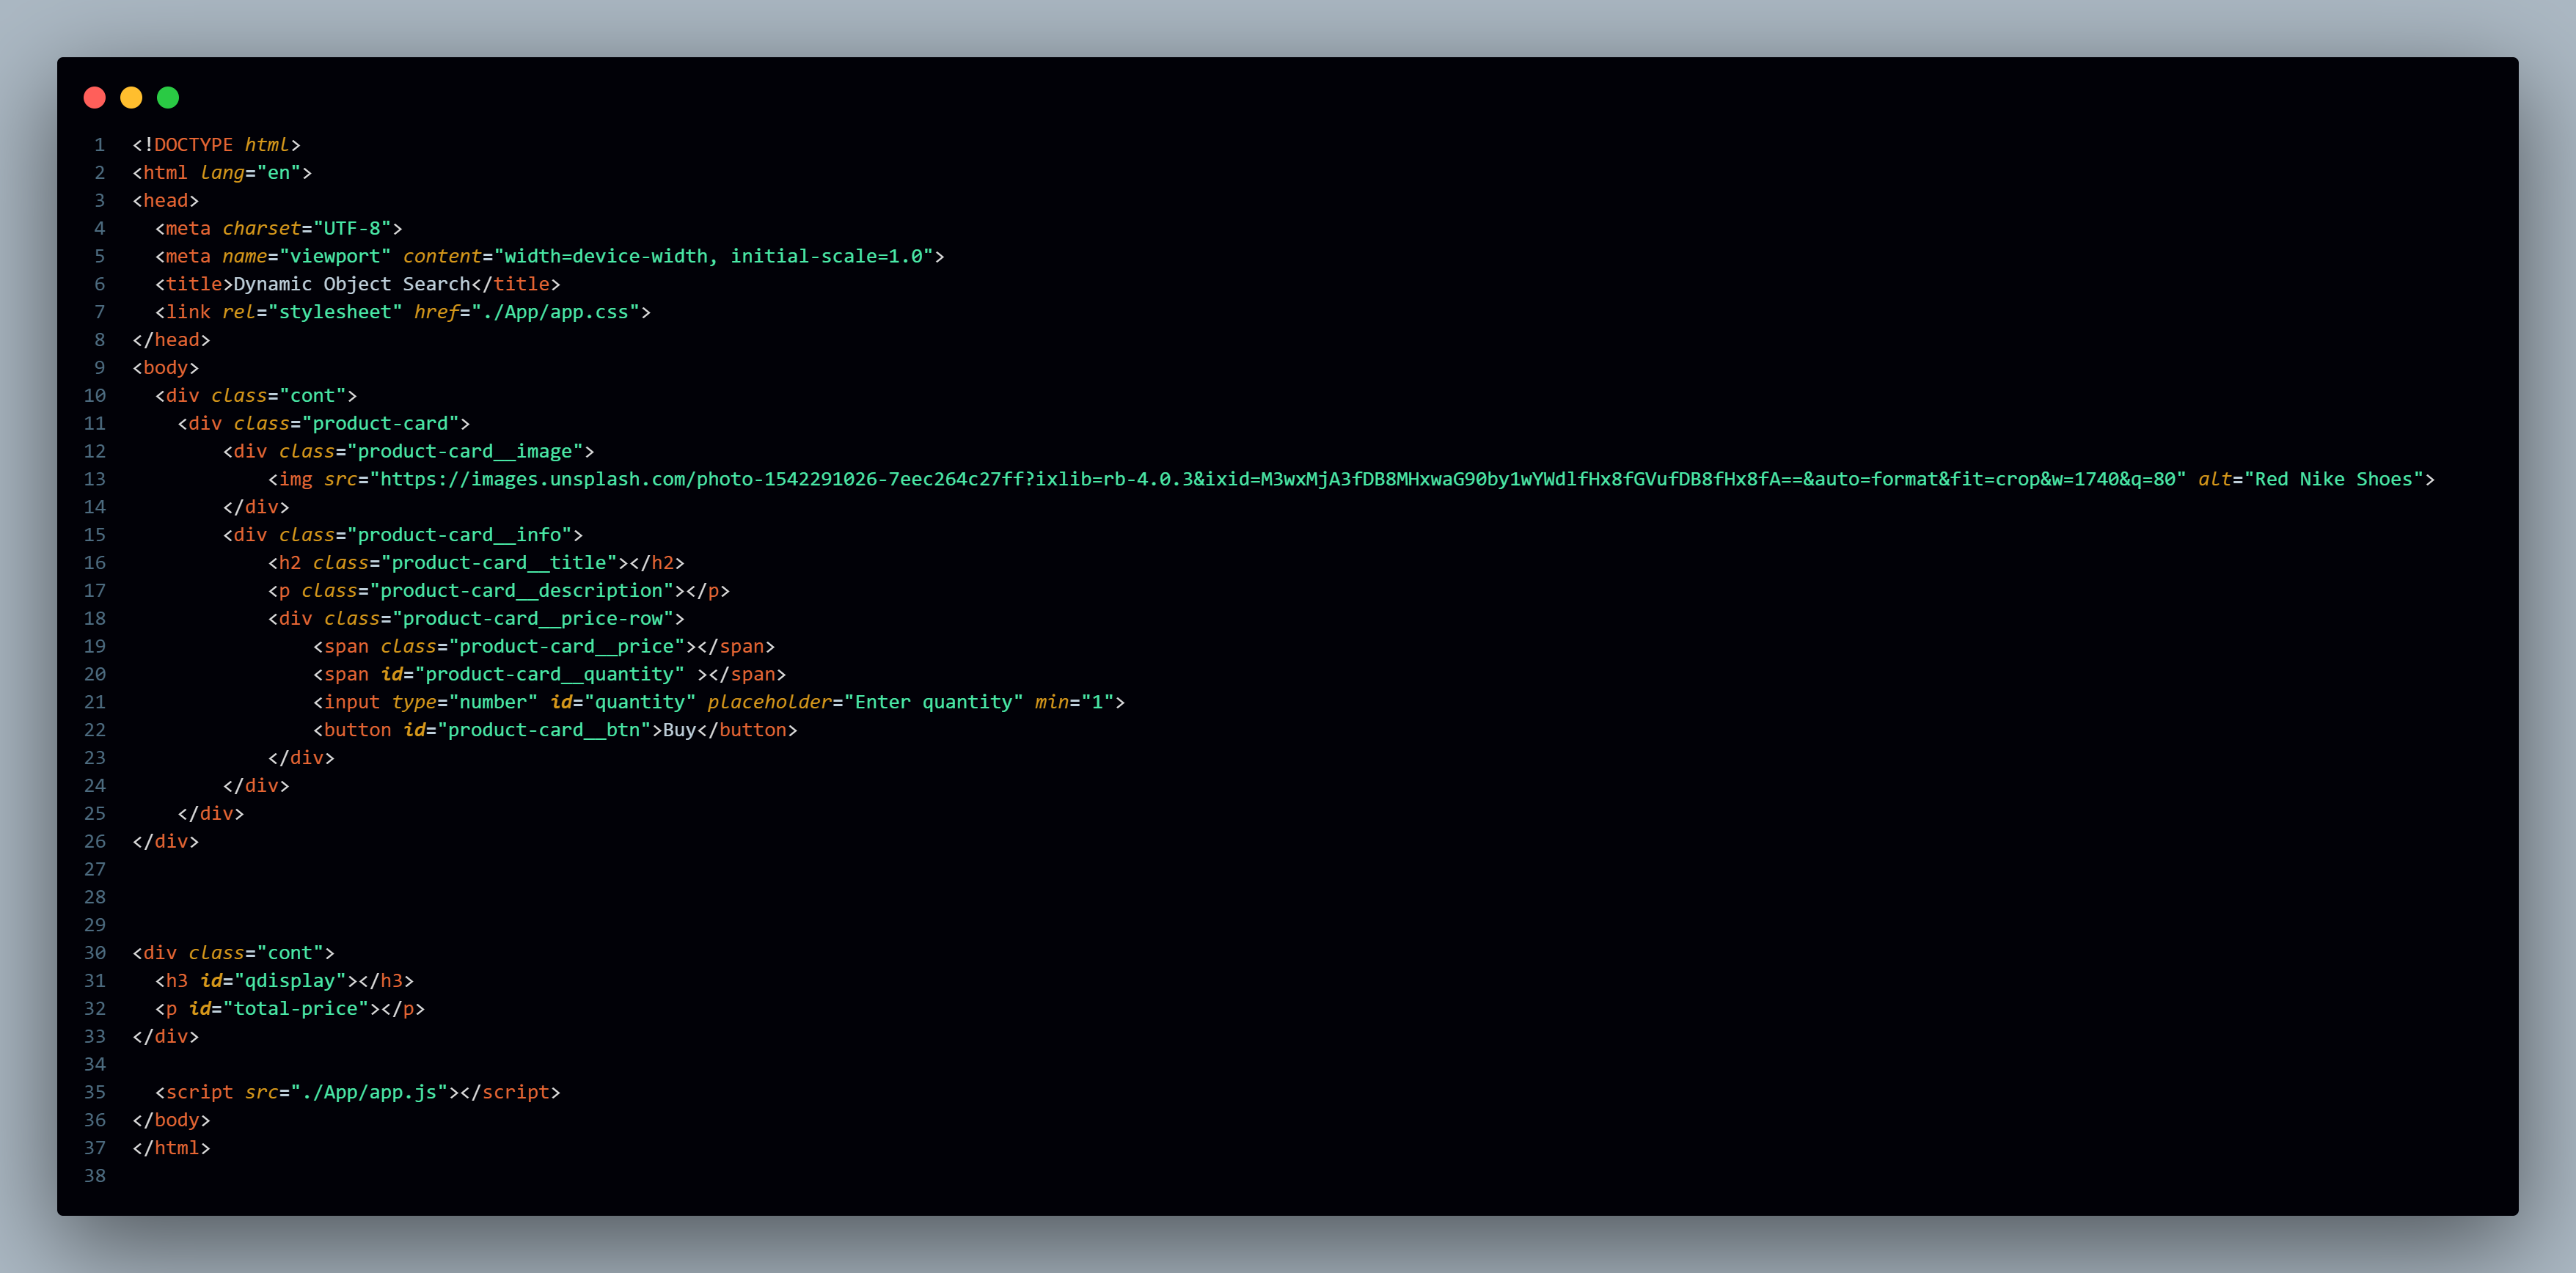 1 <!DOCTYPE html>
2 <html lang="en">
3 <head>
4   <meta charset="UTF-8">
5   <meta name="viewport" content="width=device-width, initial-scale=1.0">
6   <title>Dynamic Object Search</title>
7   <link rel="stylesheet" href="./App/app.css">
8 </head>
9 <body>
10   <div class="cont">
11     <div class="product-card">
12         <div class="product-card__image">
13             <img src="https://images.unsplash.com/photo-1542291026-7eec264c27ff?ixlib=rb-4.0.3&ixid=M3wxMjA3fDB8MHxwaG90by1wYWdlfHx8fGVufDB8fHx8fA==&auto=format&fit=crop&w=1740&q=80" alt="Red Nike Shoes">
14         </div>
15         <div class="product-card__info">
16             <h2 class="product-card__title"></h2>
17             <p class="product-card__description"></p>
18             <div class="product-card__price-row">
19                 <span class="product-card__price"></span>
20                 <span id="product-card__quantity" ></span>
21                 <input type="number" id="quantity" placeholder="Enter quantity" min="1">
22                 <button id="product-card__btn">Buy</button>
23             </div>
24         </div>
25     </div>
26 </div>
27
28
29
30 <div class="cont">
31   <h3 id="qdisplay"></h3>
32   <p id="total-price"></p>
33 </div>
34
35   <script src="./App/app.js"></script>
36 </body>
37 </html>
38